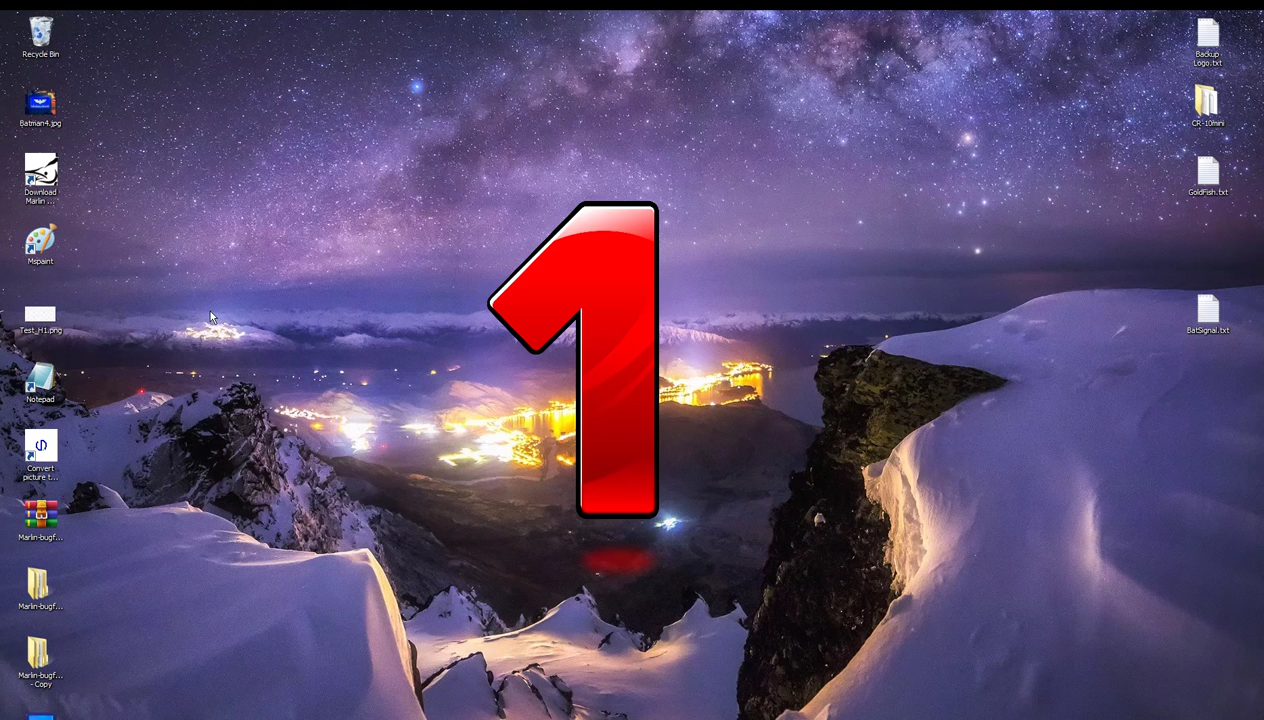 Recycle Bin
Batman4.jpg
Download
Marlin ...
Mspaint
Test_H1.png
Notepad
Convert
picture t...
Marlin-bugf...
Marlin-bugf...
Marlin-bugf...
- Copy
1
Backup
Logo.txt
CR-10mini
GoldFish.txt
BatSignal.txt